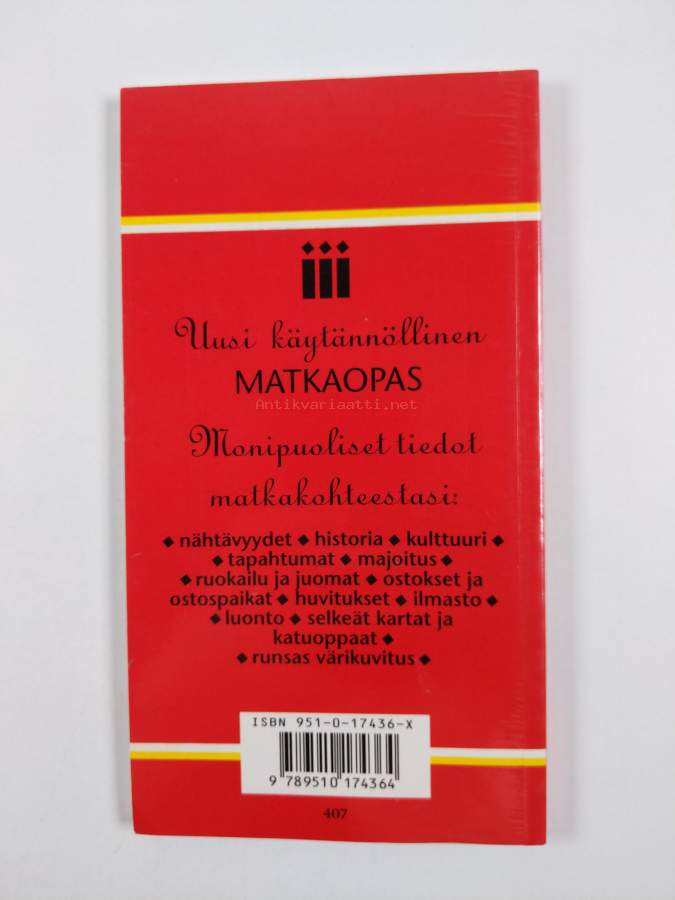 iii
Uusi käytännöllinen
MATKAOPAS
Antikvariaatti.net
Monipuoliset tiedot
matkakohteestasi:
◆ nähtävyydet ◆ historia ◆ kulttuuri ◆
◆ tapahtumat ◆ majoitus ◆
◆ ruokailu ja juomat ◆ ostokset ja
ostospaikat ◆ huvitukset ◆ ilmasto ◆
◆ luonto ◆ selkeät kartat ja
katuoppaat ◆
◆ runsas värikuvitus ◆
ISBN 951-0-17436-X
9 789510 174364
407